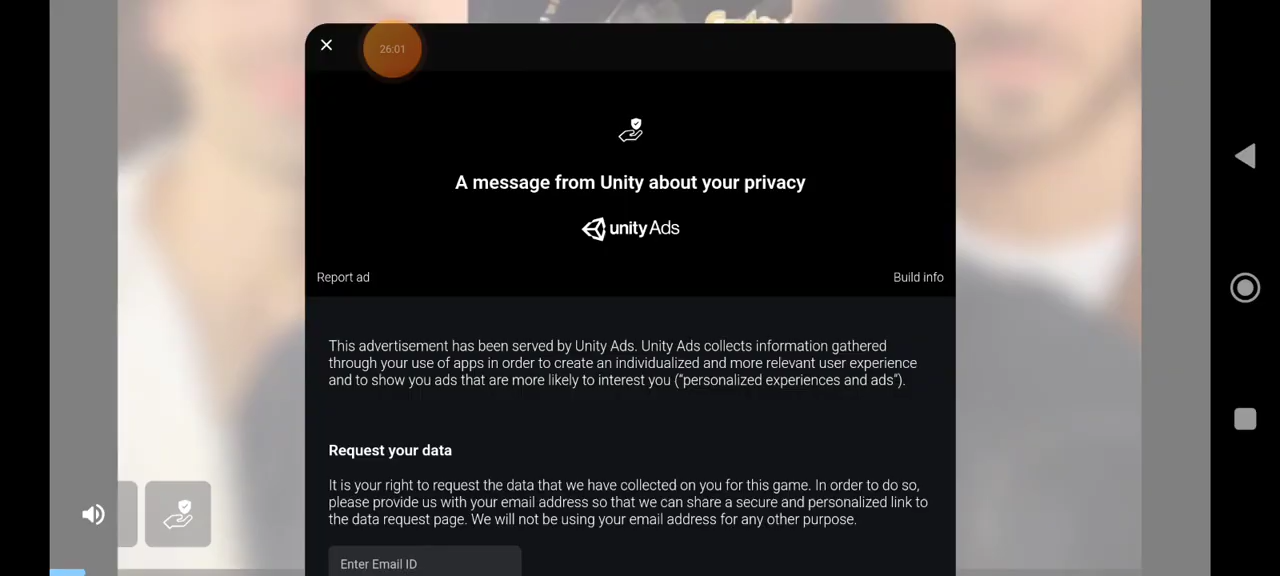 26:01
A message from Unity about your privacy
unity Ads
Report ad
Build info
This advertisement has been served by Unity Ads. Unity Ads collects information gathered
through your use of apps in order to create an individualized and more relevant user experience
and to show you ads that are more likely to interest you (“personalized experiences and ads”).
Request your data
It is your right to request the data that we have collected on you for this game. In order to do so,
please provide us with your email address so that we can share a secure and personalized link to
the data request page. We will not be using your email address for any other purpose.
Enter Email ID